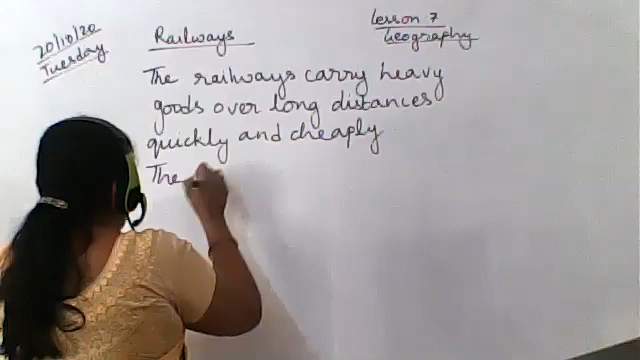 20/10/20
Tuesday
Railways
Lesson 7
Geography
The railways carry heavy
goods over long distances
quickly and cheaply
The